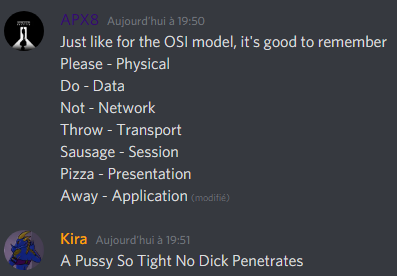 APX8 Aujourd'hui à 19:50
Just like for the OSI model, it's good to remember
Please - Physical
Do - Data
Not - Network
Throw - Transport
Sausage - Session
Pizza - Presentation
Away - Application (modifié)
Kira Aujourd'hui à 19:51
A Pussy So Tight No Dick Penetrates